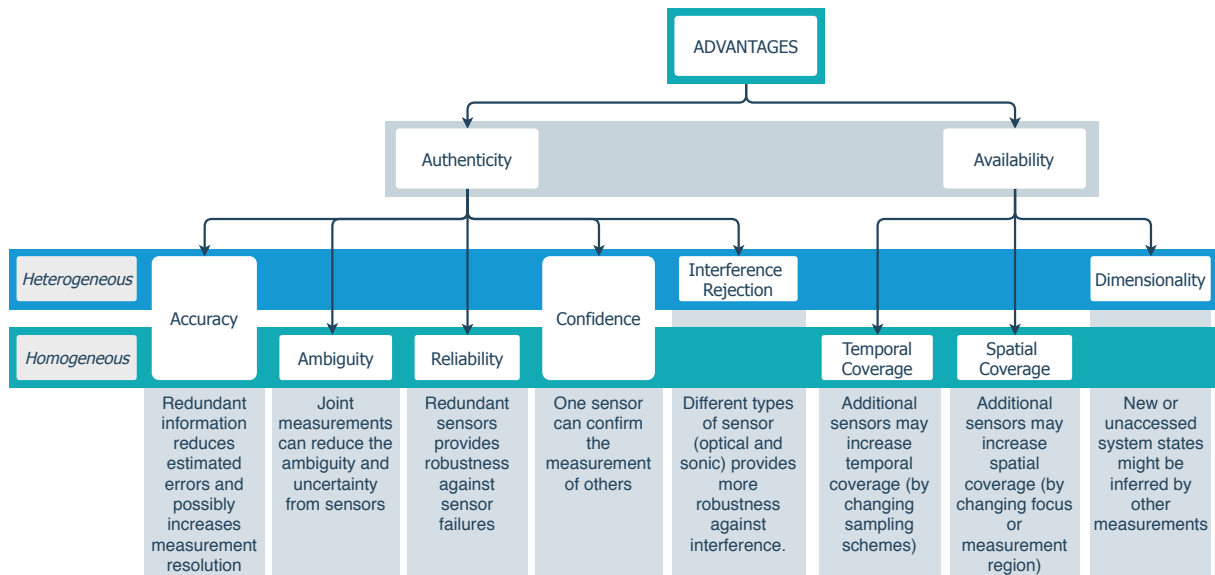 ADVANTAGES
Authenticity
Availability
Heterogeneous
Interference
Rejection
Dimensionality
Accuracy
Confidence
Homogeneous
Ambiguity
Reliability
Temporal
Coverage
Spatial
Coverage
Redundant
information
reduces
estimated
errors and
possibly
increases
measurement
resolution
Joint
measurements
can reduce the
ambiguity and
uncertainty
from sensors
Redundant
sensors
provides
robustness
against
sensor
failures
One sensor
can confirm
the
measurement
of others
Different types
of sensor
(optical and
sonic) provides
more
robustness
against
interference.
Additional
sensors may
increase
temporal
coverage (by
changing
sampling
schemes)
Additional
sensors may
increase
spatial
coverage (by
changing focus
or
measurement
region)
New or
unaccessed
system states
might be
inferred by
other
measurements